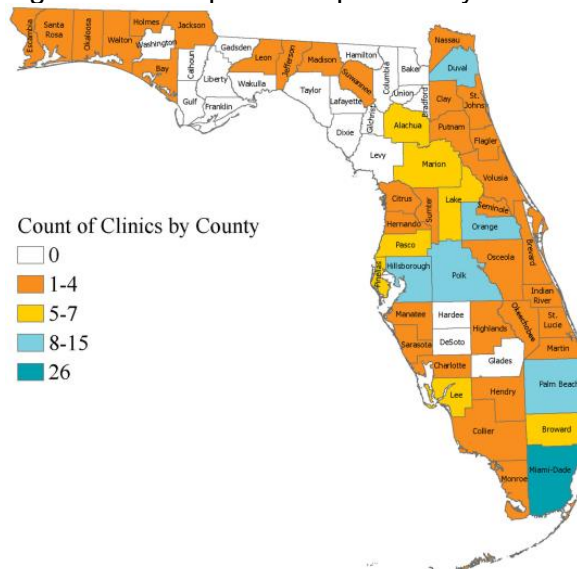 Holmes
Jackson
Escambia
Santa
Rosa
Okaloosa
Walton
Washington
Bay
Calhoun
Gulf
Liberty
Franklin
Gadsden
Leon
Wakulla
Jefferson
Madison
Taylor
Hamilton
Suwannee
Lafayette
Dixie
Columbia
Gilchrist
Baker
Union
Bradford
Nassau
Duval
Clay
St.
Johns
Alachua
Putnam
Flagler
Levy
Marion
Volusia
Citrus
Sumter
Lake
Seminole
Hernando
Orange
Pasco
Pinellas
Hillsborough
Polk
Osceola
Brevard
Indian
River
Manatee
Hardee
Highlands
Okeechobee
St.
Lucie
Sarasota
DeSoto
Martin
Charlotte
Glades
Palm Beach
Lee
Hendry
Broward
Collier
Monroe
Miami-Dade
Count of Clinics by County
0
1-4
5-7
8-15
26